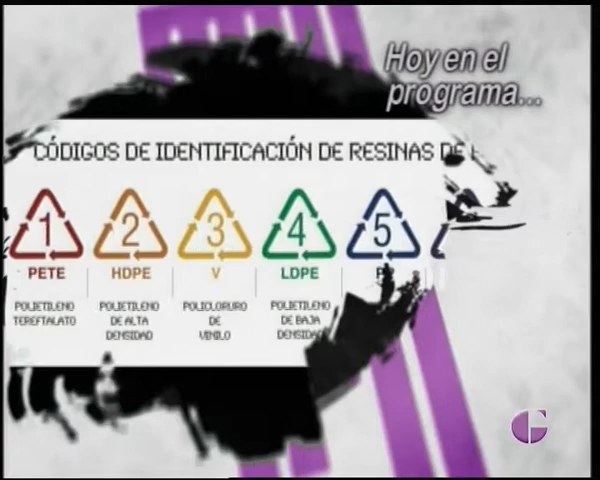 Hoy en el
programa...
CÓDIGOS DE IDENTIFICACIÓN DE RESINAS DE
1 2 3 4 5
PETE HDPE V LDPE
POLIETILENO TEREFTALATO
POLIETILENO DE ALTA DENSIDAD
POLICLORURO DE VINILO
POLIETILENO DE BAJA DENSIDAD
G